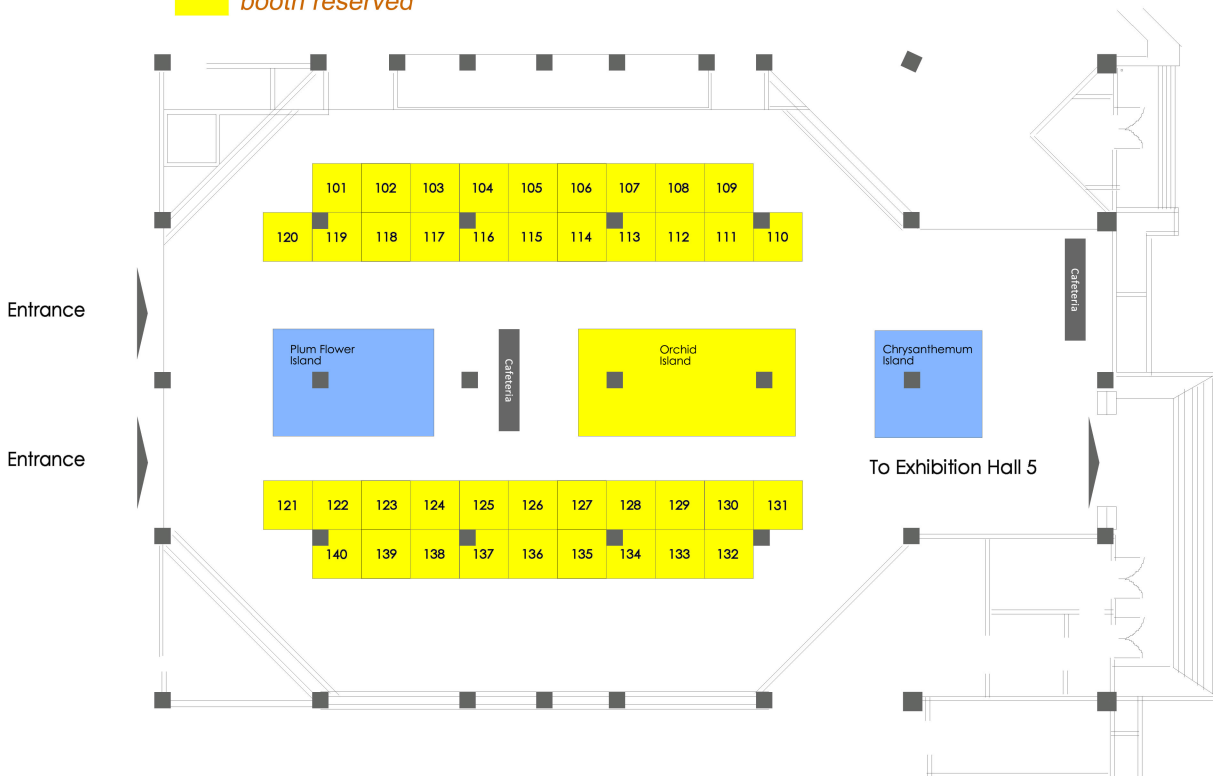 booth reserved
101 102 103 104 105 106 107 108 109
120 119 118 117 116 115 114 113 112 111 110
Cafeteria
Entrance
Plum Flower
Island
Cafeteria
Orchid
Island
Chrysanthemum
Island
Entrance
To Exhibition Hall 5
121 122 123 124 125 126 127 128 129 130 131
140 139 138 137 136 135 134 133 132